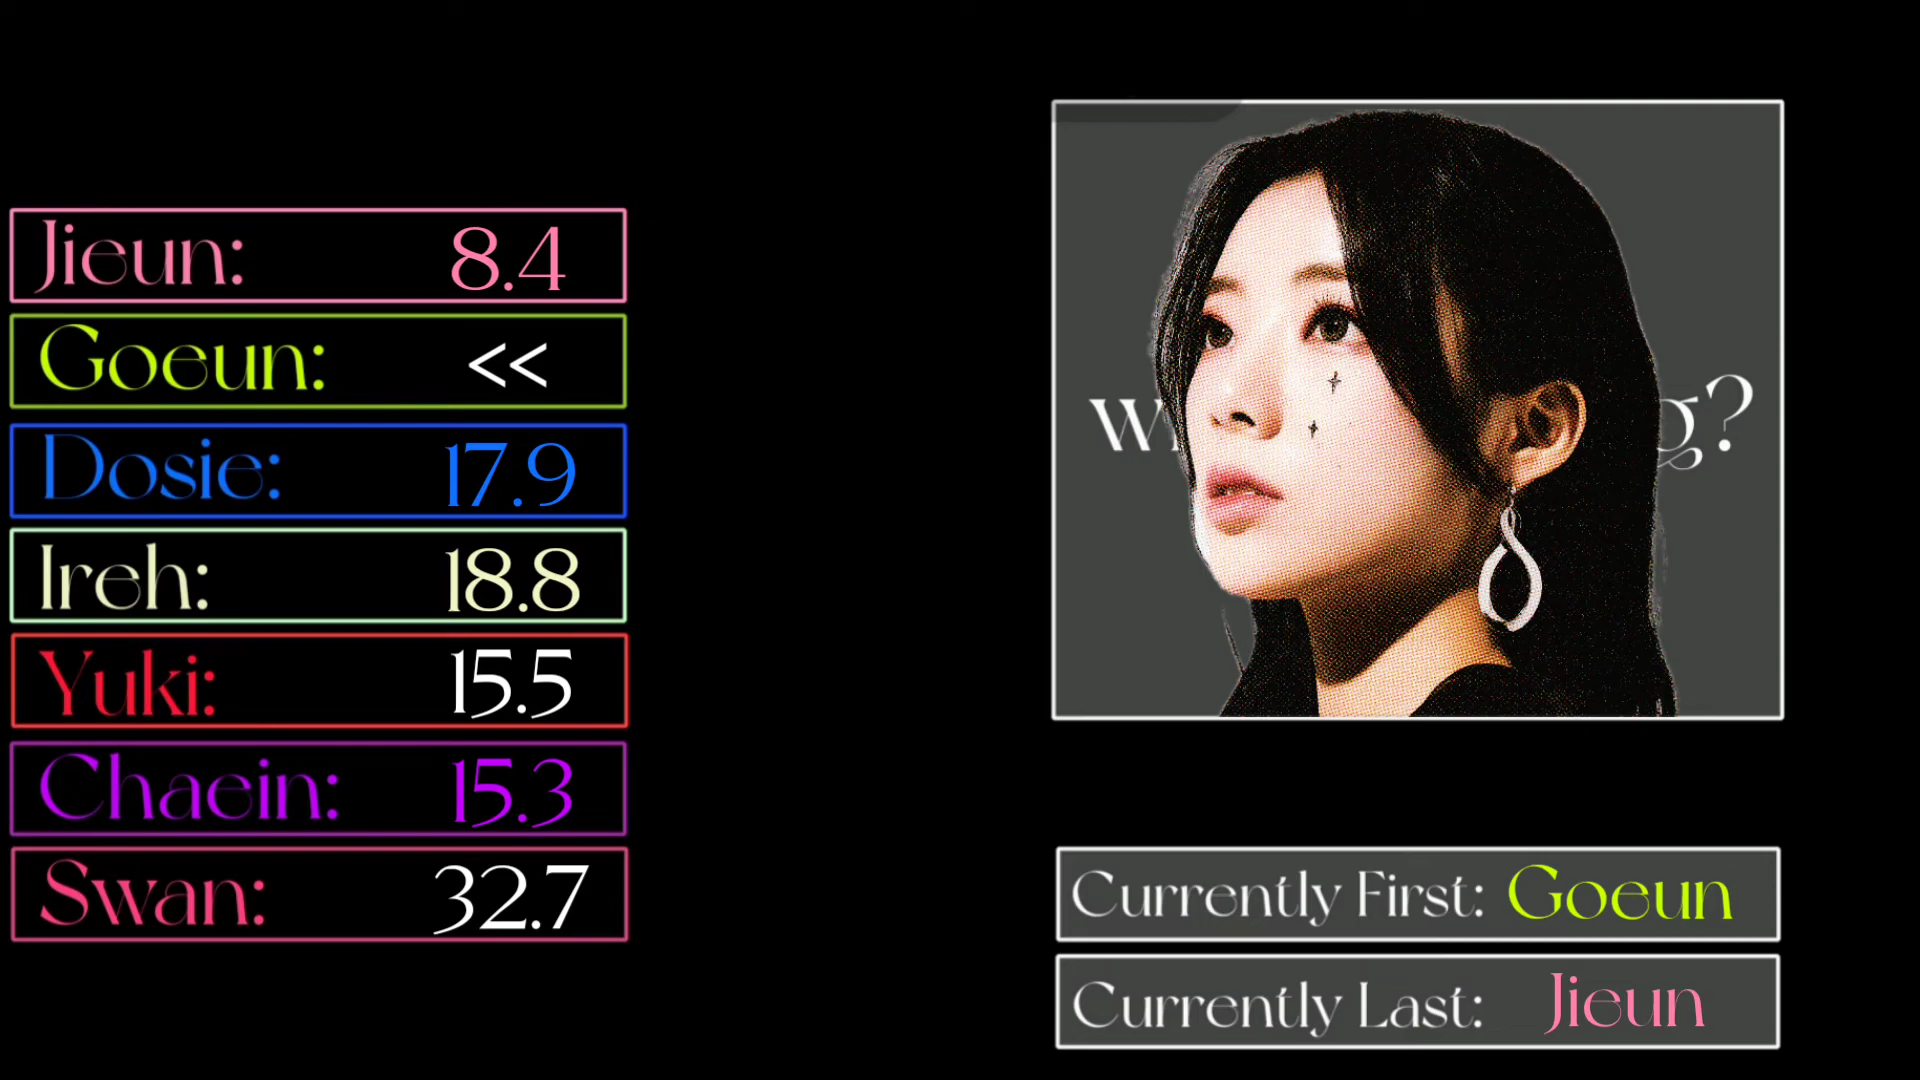 Jieun: 8.4
Goeun: <<
Dosie: 17.9
Ireh: 18.8
Yuki: 15.5
Chaein: 15.3
Swan: 32.7
g?
Currently First: Goeun
Currently Last: Jieun